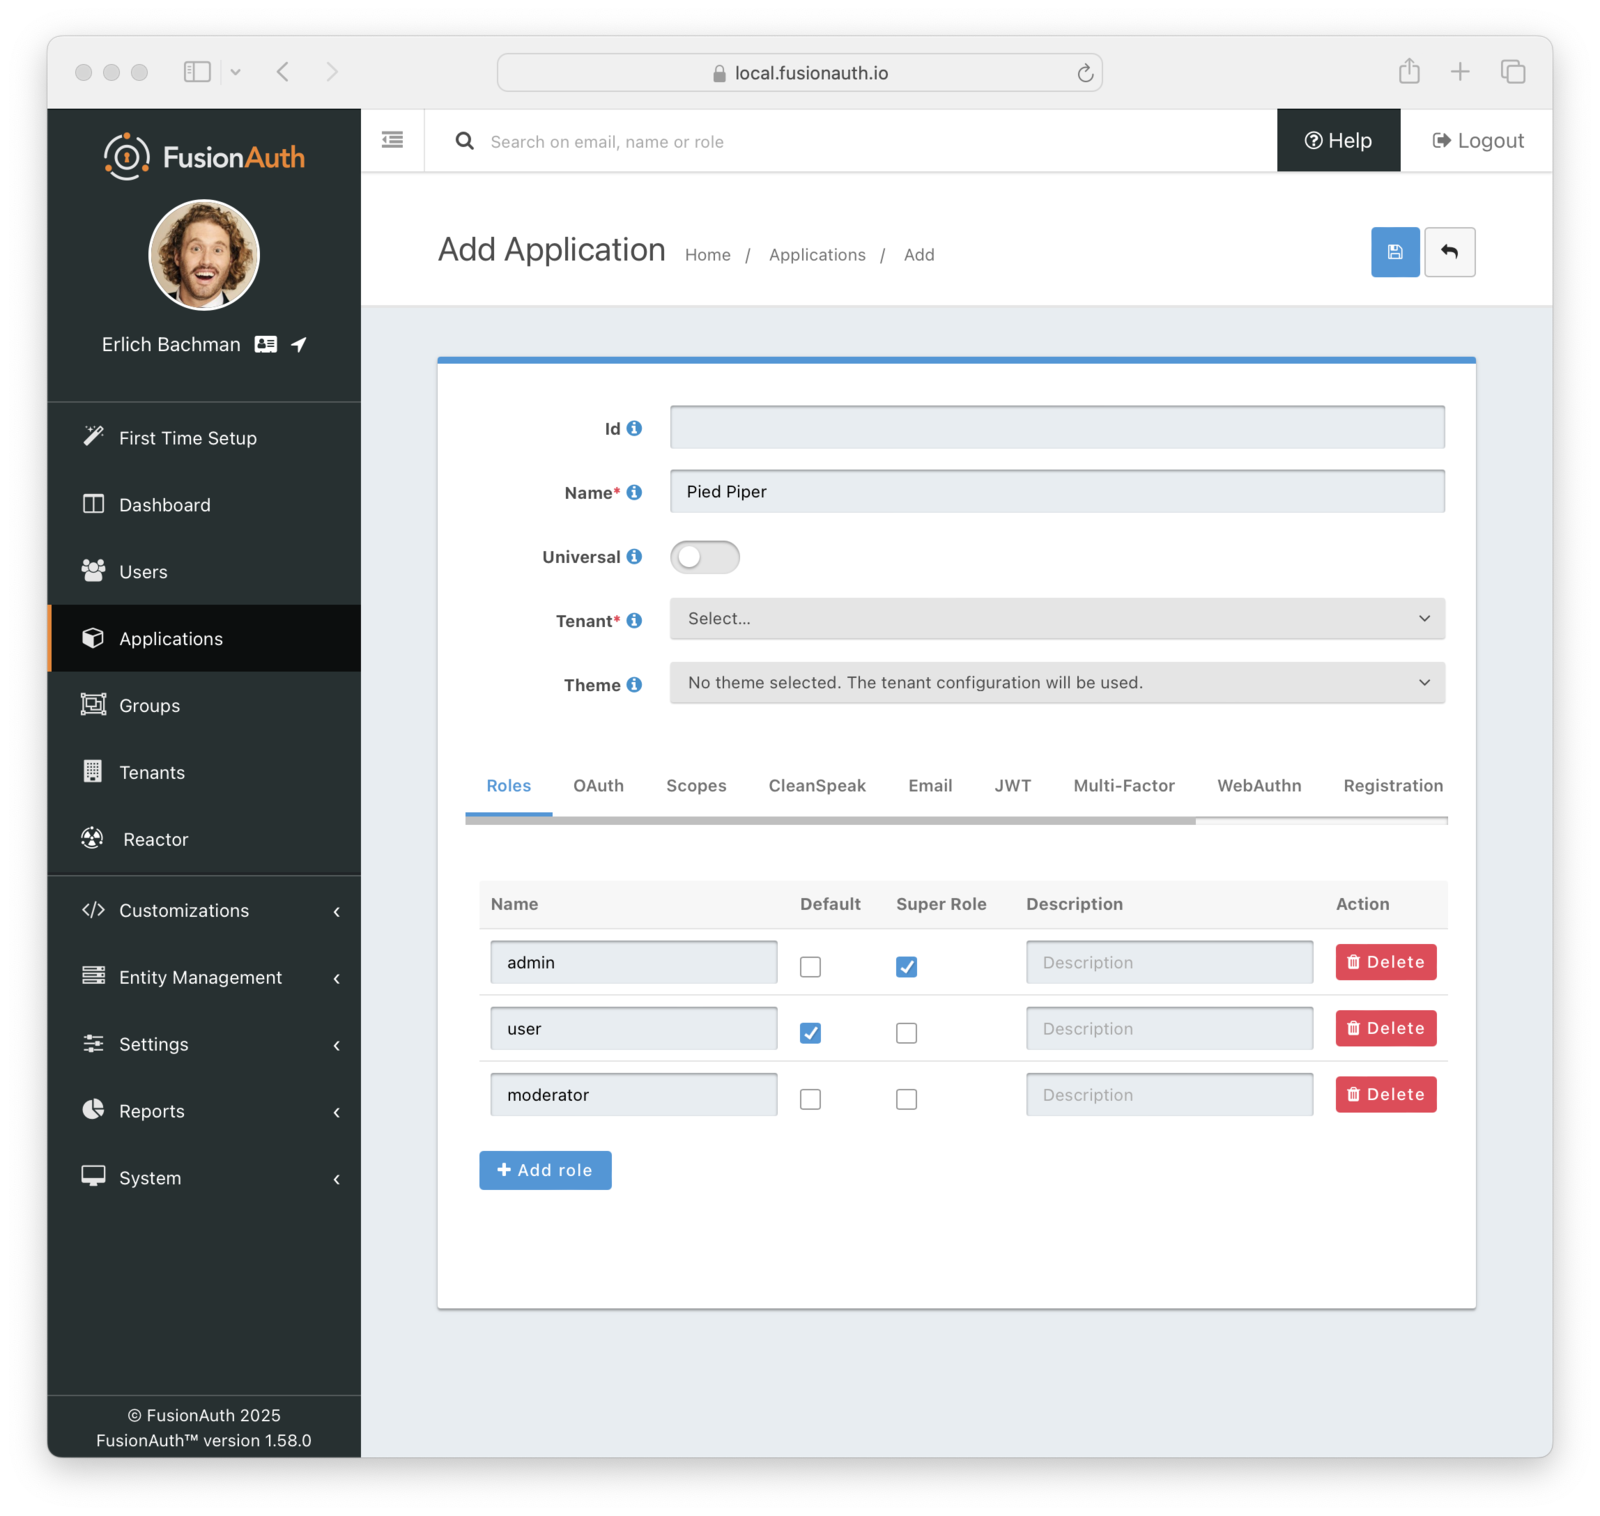 local.fusionauth.io
FusionAuth
Search on email, name or role
Help
Logout
Erlich Bachman
Add Application
Home / Applications / Add
First Time Setup
Dashboard
Users
Applications
Groups
Tenants
Reactor
Customizations
Entity Management
Settings
Reports
System
© FusionAuth 2025
FusionAuth™ version 1.58.0
Id
Name* Pied Piper
Universal
Tenant* Select...
Theme No theme selected. The tenant configuration will be used.
Roles OAuth Scopes CleanSpeak Email JWT Multi-Factor WebAuthn Registration
Name Default Super Role Description Action
admin Description Delete
user Description Delete
moderator Description Delete
+ Add role